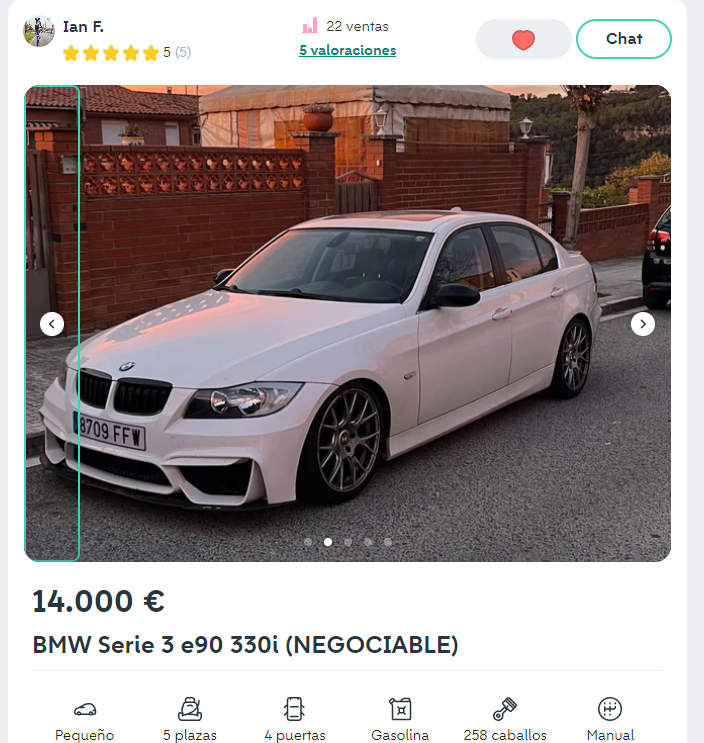 Ian F.
5 (5)
22 ventas
5 valoraciones
Chat
8709 FFW
14.000 €
BMW Serie 3 e90 330i (NEGOCIABLE)
Pequeño
5 plazas
4 puertas
Gasolina
258 caballos
Manual